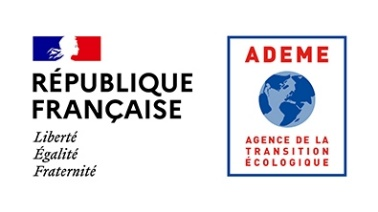 RÉPUBLIQUE
FRANÇAISE
Liberté
Égalité
Fraternité
ADEME
AGENCE DE LA
TRANSITION
ÉCOLOGIQUE